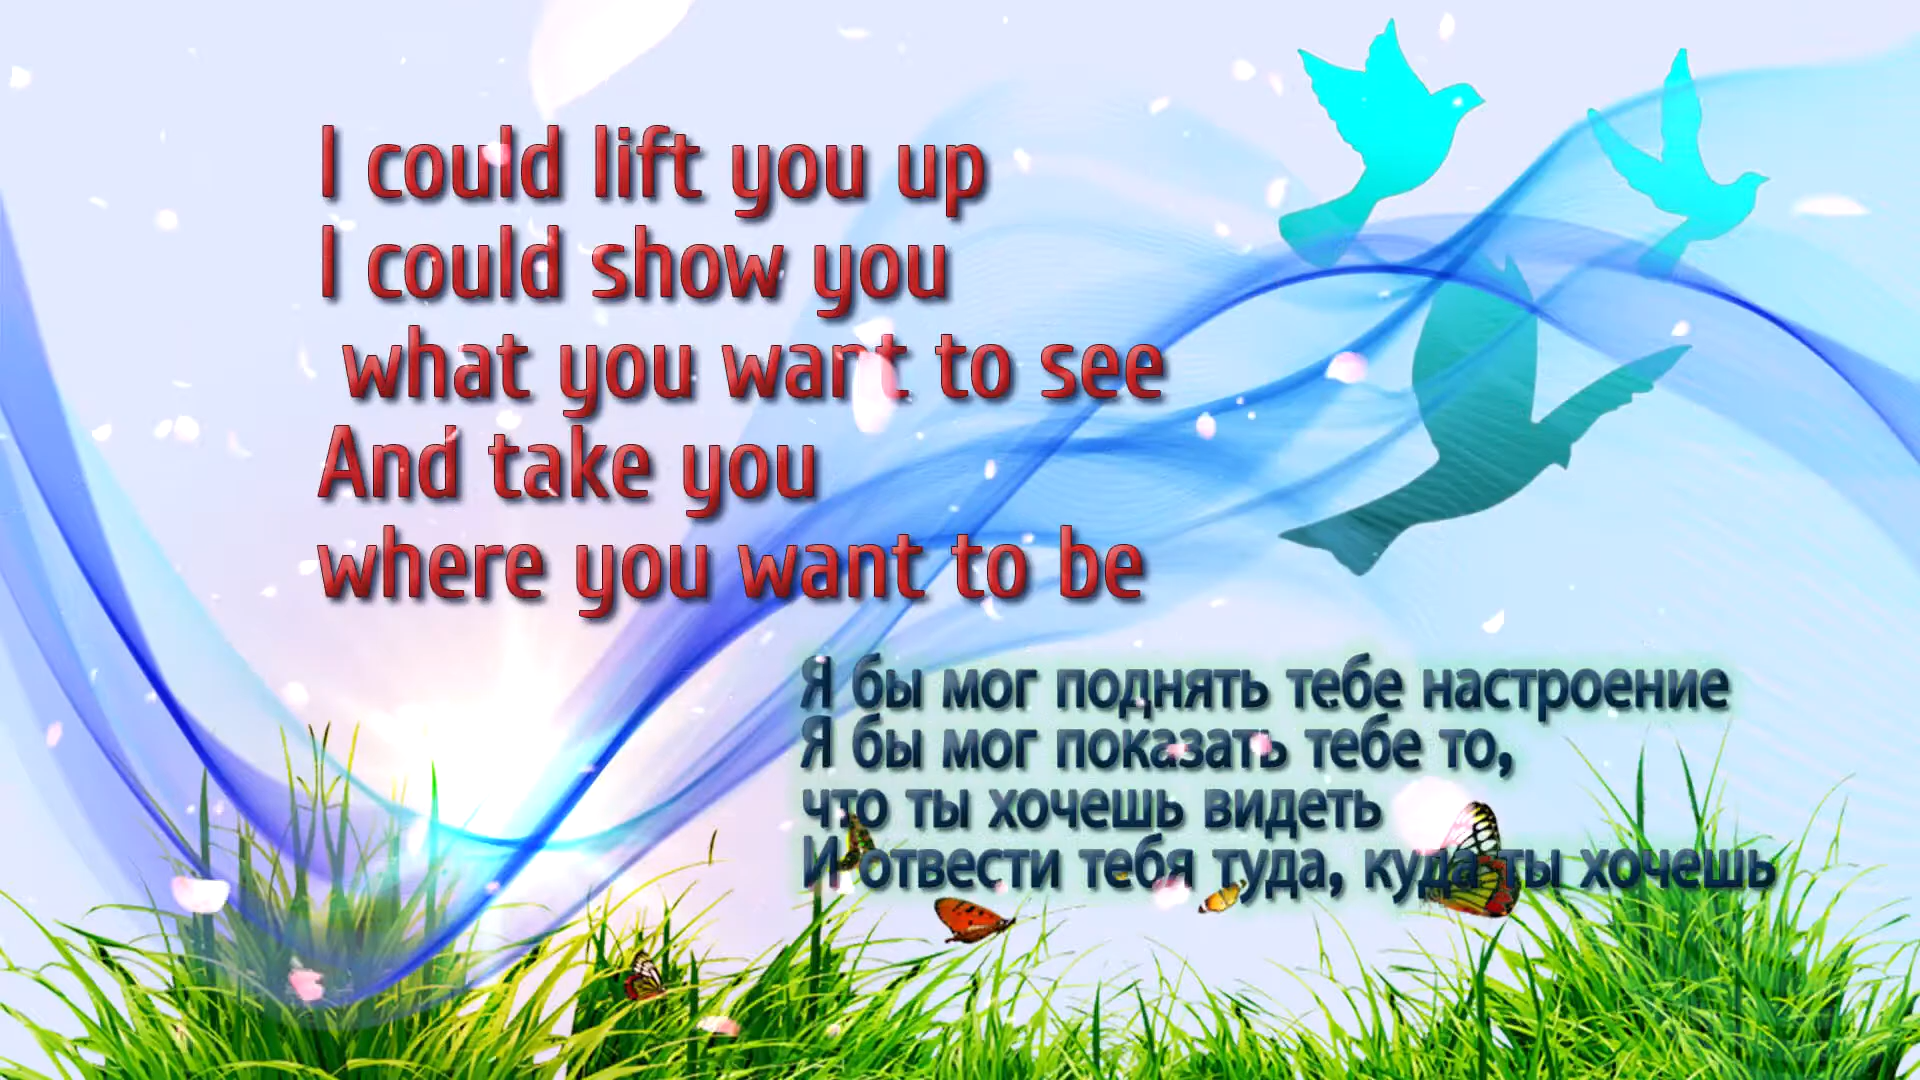 I could lift you up
I could show you
what you want to see
And take you
where you want to be
Я бы мог поднять тебе настроение
Я бы мог показать тебе то,
что ты хочешь видеть
И отвести тебя туда, куда ты хочешь